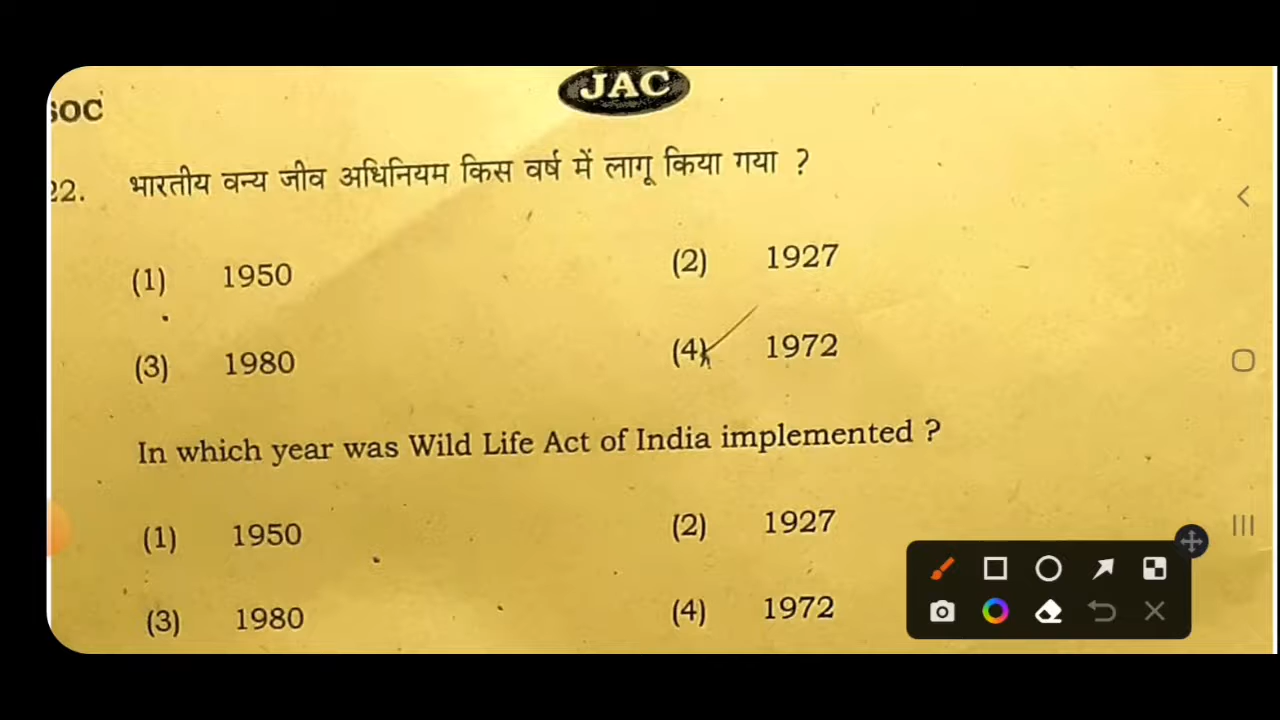 JAC
SOC
22. भारतीय वन्य जीव अधिनियम किस वर्ष में लागू किया गया ?
(1) 1950 (2) 1927
(3) 1980 (4) 1972
In which year was Wild Life Act of India implemented ?
(1) 1950 (2) 1927
(3) 1980 (4) 1972